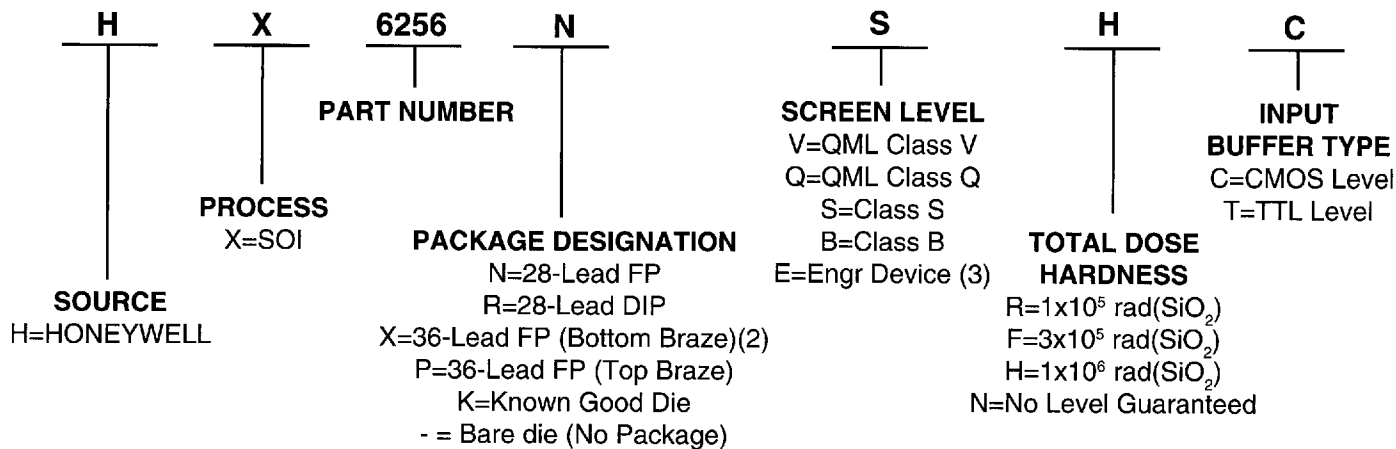 H X 6256 N S H C
PART NUMBER
PROCESS
X=SOI
SOURCE
H=HONEYWELL
PACKAGE DESIGNATION
N=28-Lead FP
R=28-Lead DIP
X=36-Lead FP (Bottom Braze)(2)
P=36-Lead FP (Top Braze)
K=Known Good Die
- = Bare die (No Package)
SCREEN LEVEL
V=QML Class V
Q=QML Class Q
S=Class S
B=Class B
E=Engr Device (3)
TOTAL DOSE
HARDNESS
R=1x10⁵ rad(SiO₂)
F=3x10⁵ rad(SiO₂)
H=1x10⁶ rad(SiO₂)
N=No Level Guaranteed
INPUT
BUFFER TYPE
C=CMOS Level
T=TTL Level